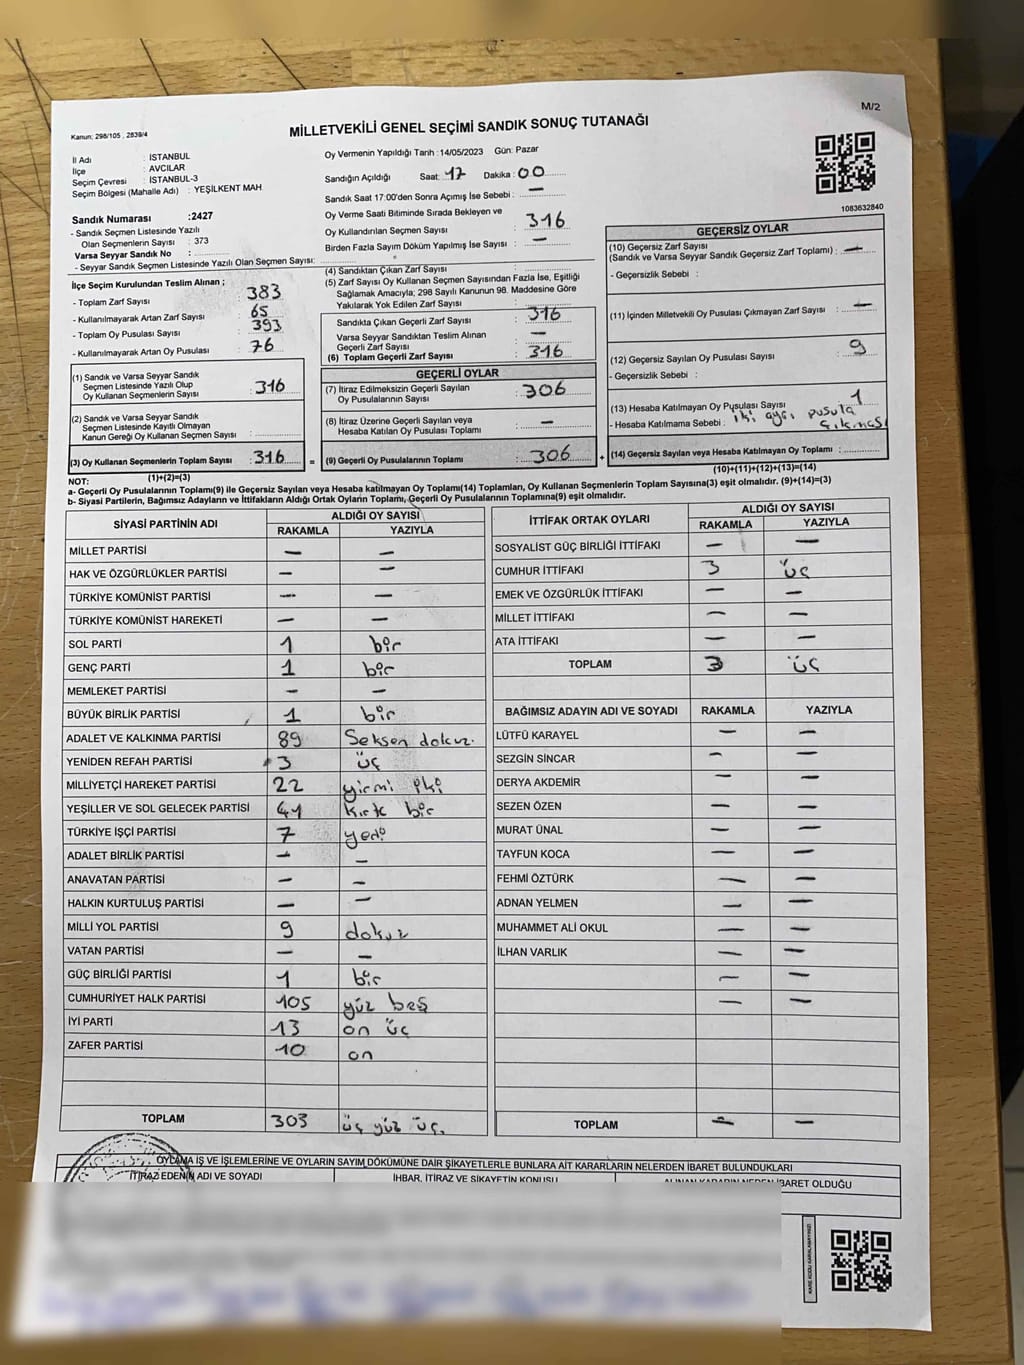 M/2
Kanun: 298/105 , 2839/4
MİLLETVEKİLİ GENEL SEÇİMİ SANDIK SONUÇ TUTANAĞI
İl Adı : İSTANBUL
İlçe : AVCILAR
Seçim Çevresi : İSTANBUL-3
Seçim Bölgesi (Mahalle Adı) : YEŞİLKENT MAH
Sandık Numarası :2427
- Sandık Seçmen Listesinde Yazılı
Olan Seçmenlerin Sayısı : 373
Varsa Seyyar Sandık No :
- Seyyar Sandık Seçmen Listesinde Yazılı Olan Seçmen Sayısı:
Oy Vermenin Yapıldığı Tarih :14/05/2023 Gün: Pazar
Sandığın Açıldığı Saat: 17 Dakika : 00
Sandık Saat 17:00'den Sonra Açımış İse Sebebi : —
Oy Verme Saati Bitiminde Sırada Bekleyen ve
Oy Kullandırılan Seçmen Sayısı : 316
Birden Fazla Sayım Döküm Yapılmış İse Sayısı : —
1083632840
İlçe Seçim Kurulundan Teslim Alınan ;
- Toplam Zarf Sayısı : 383
- Kullanılmayarak Artan Zarf Sayısı : 65
- Toplam Oy Pusulası Sayısı : 393
- Kullanılmayarak Artan Oy Pusulası : 76
(4) Sandıktan Çıkan Zarf Sayısı :
(5) Zarf Sayısı Oy Kullanan Seçmen Sayısından Fazla İse, Eşitliği
Sağlamak Amacıyla; 298 Sayılı Kanunun 98. Maddesine Göre
Yakılarak Yok Edilen Zarf Sayısı :
Sandıkta Çıkan Geçerli Zarf Sayısı : 316
Varsa Seyyar Sandıktan Teslim Alınan
Geçerli Zarf Sayısı : —
(6) Toplam Geçerli Zarf Sayısı : 316
GEÇERSİZ OYLAR
(10) Geçersiz Zarf Sayısı
(Sandık ve Varsa Seyyar Sandık Geçersiz Zarf Toplamı) : —
- Geçersizlik Sebebi :
(11) İçinden Milletvekili Oy Pusulası Çıkmayan Zarf Sayısı : —
(12) Geçersiz Sayılan Oy Pusulası Sayısı : 9
- Geçersizlik Sebebi :
(13) Hesaba Katılmayan Oy Pusulası Sayısı : 1
- Hesaba Katılmama Sebebi : iki ayrı pusula
çıkması
(14) Geçersiz Sayılan veya Hesaba Katılmayan Oy Toplamı :
(10)+(11)+(12)+(13)=(14)
(1) Sandık ve Varsa Seyyar Sandık
Seçmen Listesinde Yazılı Olup
Oy Kullanan Seçmenlerin Sayısı : 316
(2) Sandık ve Varsa Seyyar Sandık
Seçmen Listesinde Kayıtlı Olmayan
Kanun Gereği Oy Kullanan Seçmen Sayısı :
(3) Oy Kullanan Seçmenlerin Toplam Sayısı : 316 =
(1)+(2)=(3)
GEÇERLİ OYLAR
(7) İtiraz Edilmeksizin Geçerli Sayılan
Oy Pusulalarının Sayısı : 306
(8) İtiraz Üzerine Geçerli Sayılan veya
Hesaba Katılan Oy Pusulası Toplamı : —
(9) Geçerli Oy Pusulalarının Toplamı : 306 +
NOT:
a- Geçerli Oy Pusulalarının Toplamı(9) ile Geçersiz Sayılan veya Hesaba katılmayan Oy Toplamı(14) Toplamları, Oy Kullanan Seçmenlerin Toplam Sayısına(3) eşit olmalıdır. (9)+(14)=(3)
b- Siyasi Partilerin, Bağımsız Adayların ve İttifakların Aldığı Ortak Oyların Toplamı, Geçerli Oy Pusulalarının Toplamına(9) eşit olmalıdır.
SİYASİ PARTİNİN ADI ALDIĞI OY SAYISI
RAKAMLA YAZIYLA
MİLLET PARTİSİ — —
HAK VE ÖZGÜRLÜKLER PARTİSİ — —
TÜRKİYE KOMÜNİST PARTİSİ — —
TÜRKİYE KOMÜNİST HAREKETİ — —
SOL PARTİ 1 bir
GENÇ PARTİ 1 bir
MEMLEKET PARTİSİ — —
BÜYÜK BİRLİK PARTİSİ 1 bir
ADALET VE KALKINMA PARTİSİ 89 Seksen dokuz.
YENİDEN REFAH PARTİSİ 3 üç
MİLLİYETÇİ HAREKET PARTİSİ 22 yirmi iki
YEŞİLLER VE SOL GELECEK PARTİSİ 41 kırk bir
TÜRKİYE İŞÇİ PARTİSİ 7 yedi
ADALET BİRLİK PARTİSİ — —
ANAVATAN PARTİSİ — —
HALKIN KURTULUŞ PARTİSİ — —
MİLLİ YOL PARTİSİ 9 dokuz
VATAN PARTİSİ — —
GÜÇ BİRLİĞİ PARTİSİ 1 bir
CUMHURİYET HALK PARTİSİ 105 yüz beş
İYİ PARTİ 13 on üç
ZAFER PARTİSİ 10 on
TOPLAM 303 üç yüz üç.
İTTİFAK ORTAK OYLARI ALDIĞI OY SAYISI
RAKAMLA YAZIYLA
SOSYALİST GÜÇ BİRLİĞİ İTTİFAKI — —
CUMHUR İTTİFAKI 3 üç
EMEK VE ÖZGÜRLÜK İTTİFAKI — —
MİLLET İTTİFAKI — —
ATA İTTİFAKI — —
TOPLAM 3 üç
BAĞIMSIZ ADAYIN ADI VE SOYADI RAKAMLA YAZIYLA
LÜTFÜ KARAYEL — —
SEZGİN SİNCAR — —
DERYA AKDEMİR — —
SEZEN ÖZEN — —
MURAT ÜNAL — —
TAYFUN KOCA — —
FEHMİ ÖZTÜRK — —
ADNAN YELMEN — —
MUHAMMET ALİ OKUL — —
İLHAN VARLIK — —
— —
TOPLAM — —
OYLAMA İŞ VE İŞLEMLERİNE VE OYLARIN SAYIM DÖKÜMÜNE DAİR ŞİKAYETLERLE BUNLARA AİT KARARLARIN NELERDEN İBARET BULUNDUKLARI
İTİRAZ EDENİN ADI VE SOYADI İHBAR, İTİRAZ VE ŞİKAYETİN KONUSU ALINAN KARARIN NEDEN İBARET OLDUĞU
KARE KODU KARALAMAYINIZ!